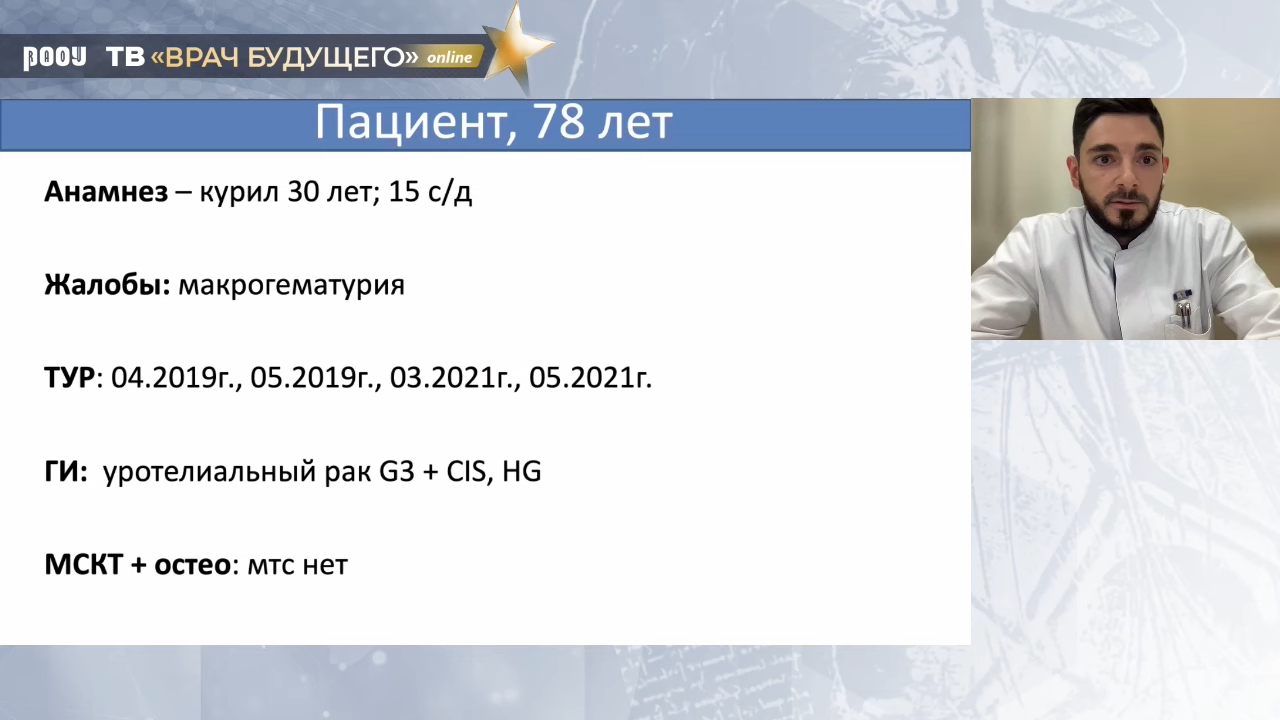 РООУ ТВ «ВРАЧ БУДУЩЕГО» online
Пациент, 78 лет
Анамнез – курил 30 лет; 15 с/д
Жалобы: макрогематурия
ТУР: 04.2019г., 05.2019г., 03.2021г., 05.2021г.
ГИ: уротелиальный рак G3 + CIS, HG
МСКТ + остео: мтс нет